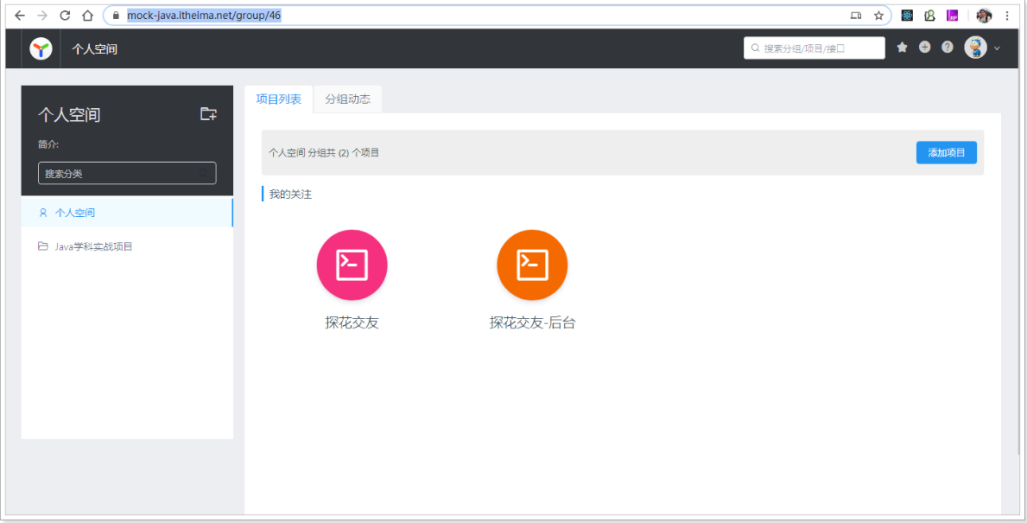 mock-java.itheima.net/group/46
个人空间
搜索分组/项目/接口
个人空间
简介:
搜索分类
个人空间
Java学科实战项目
项目列表
分组动态
个人空间 分组共 (2) 个项目
添加项目
我的关注
探花交友
探花交友-后台